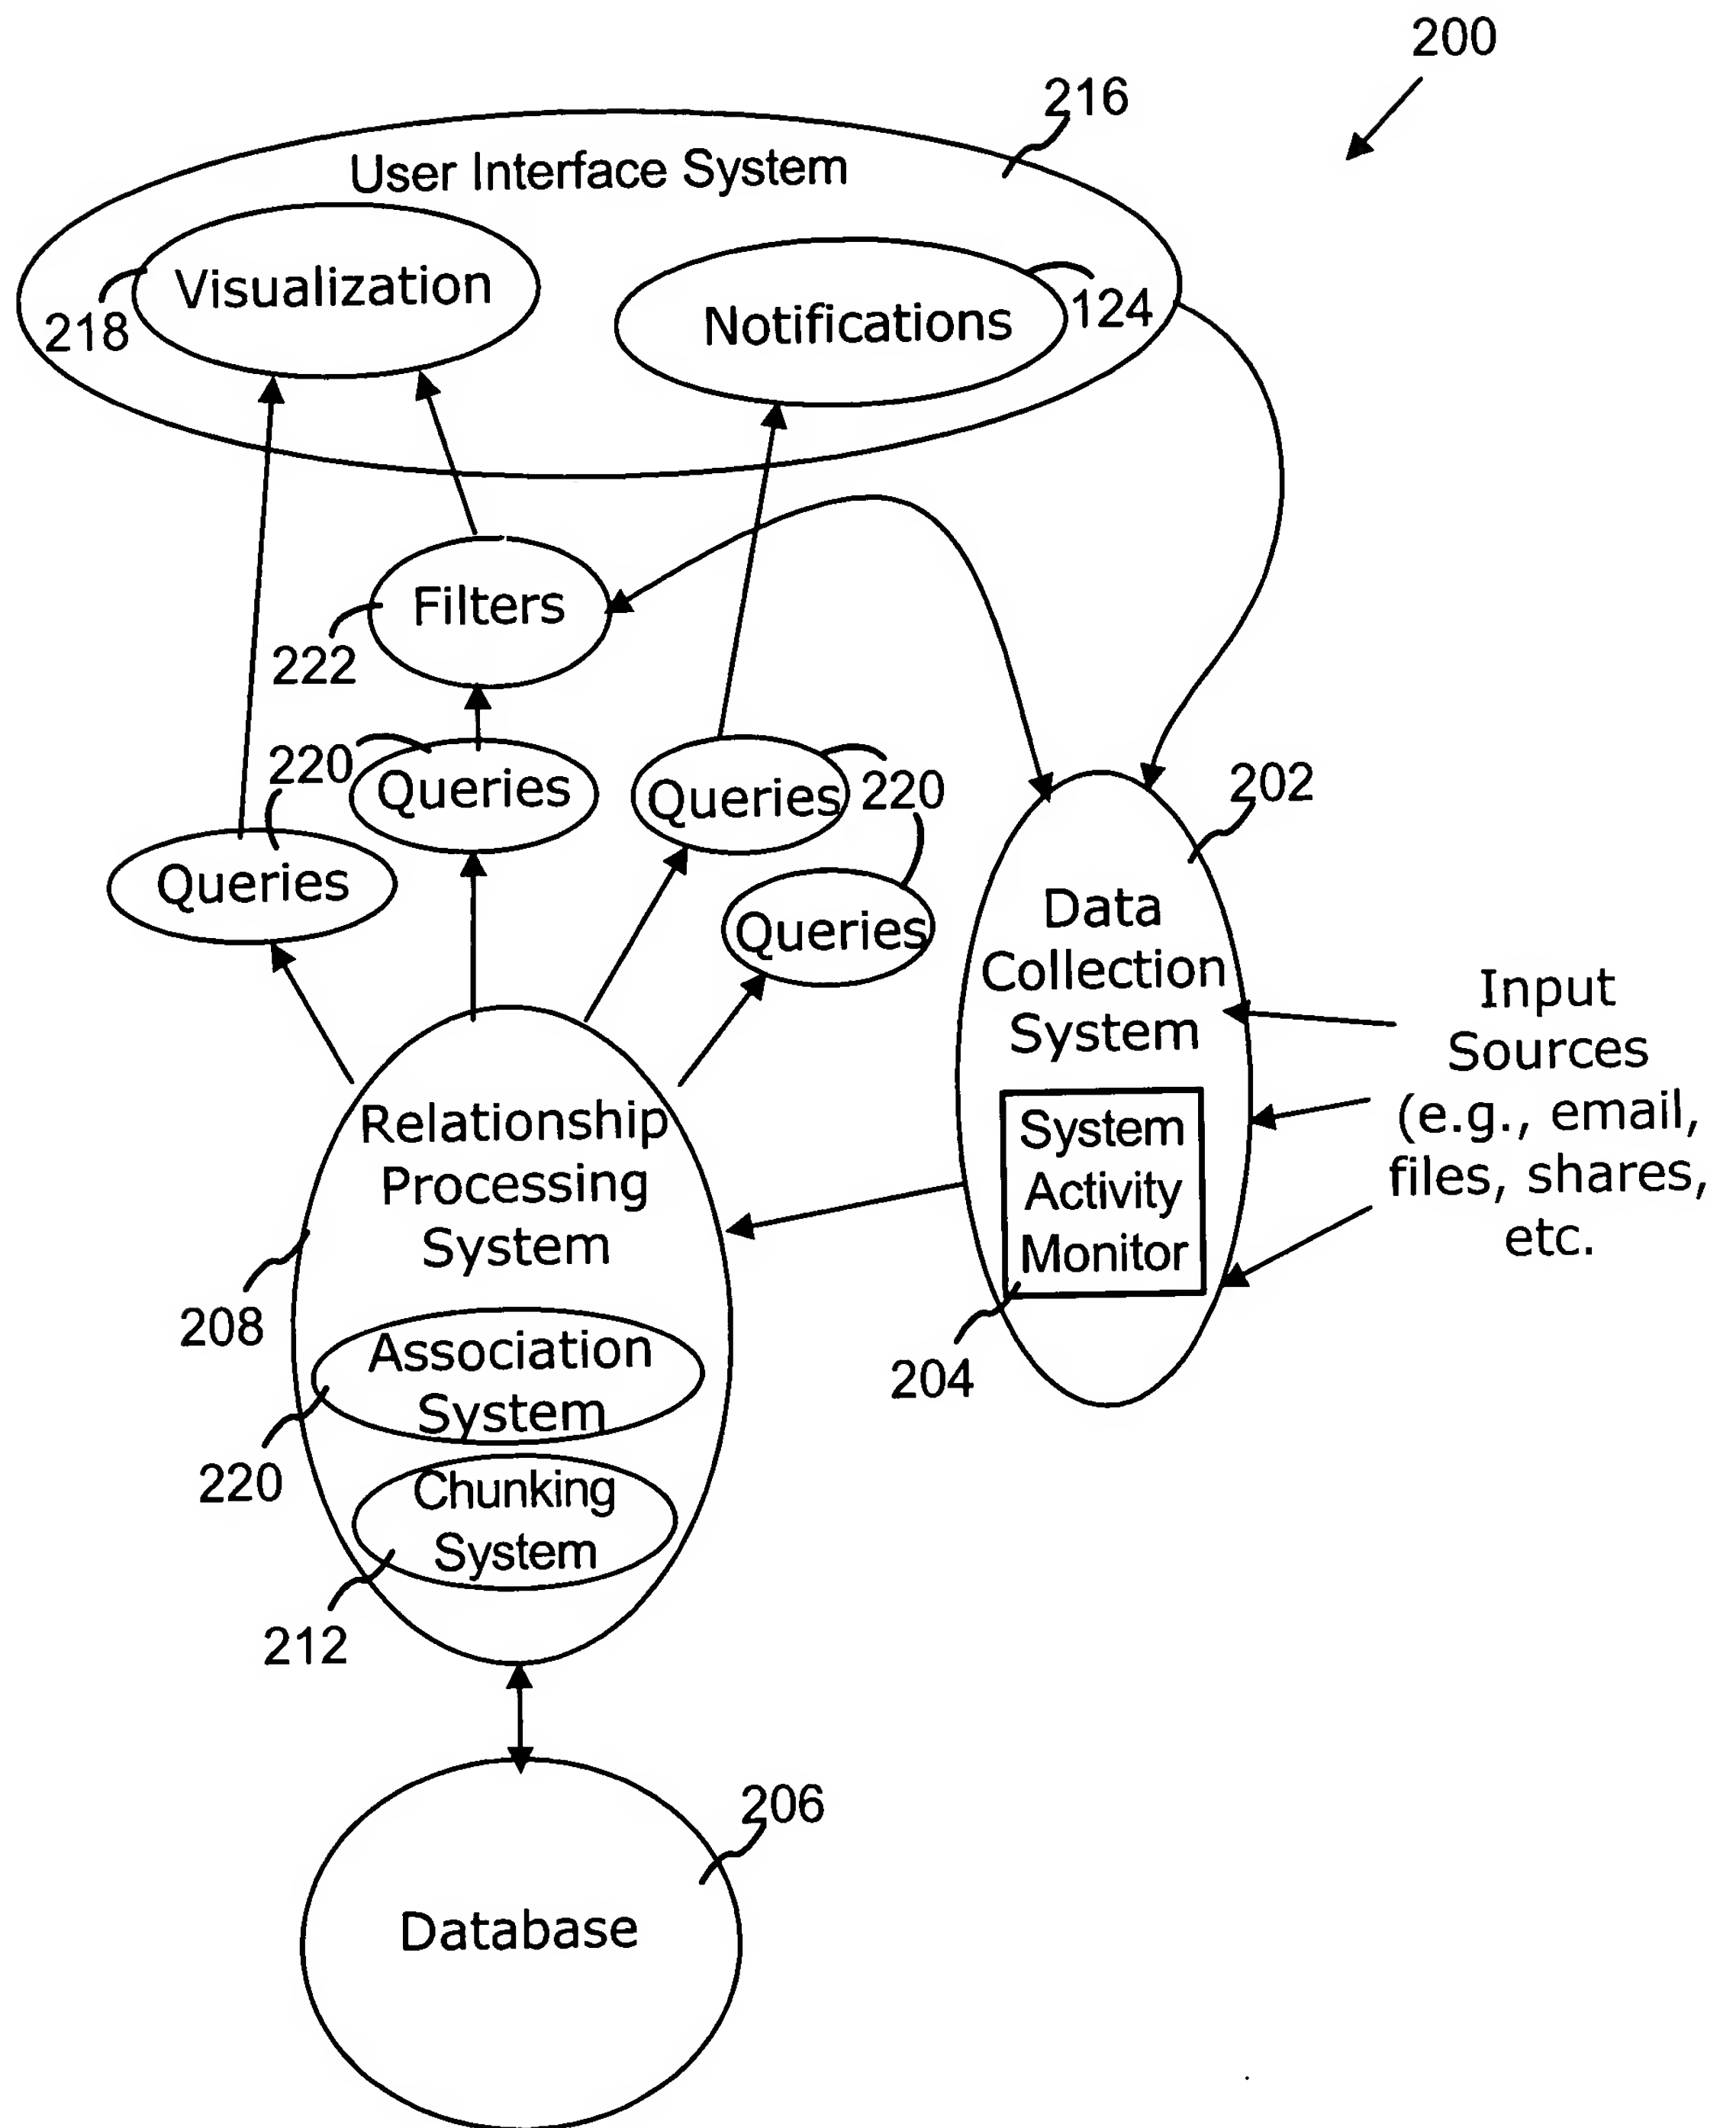 200
216
User Interface System
Visualization
218
Notifications
124
Filters
222
220
Queries
Queries
220
Queries
Queries
202
Data
Collection
System
System
Activity
Monitor
204
Input
Sources
(e.g., email,
files, shares,
etc.
Relationship
Processing
System
208
Association
System
220
Chunking
System
212
206
Database